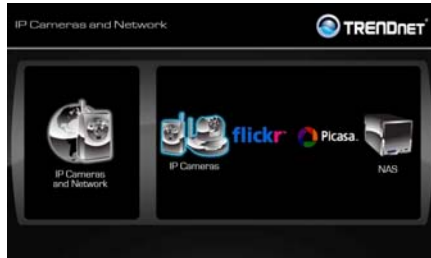 IP Cameras and Network
TRENDNET
IP Cameras
and Network
IP Cameras
flickr
Picasa
NAS